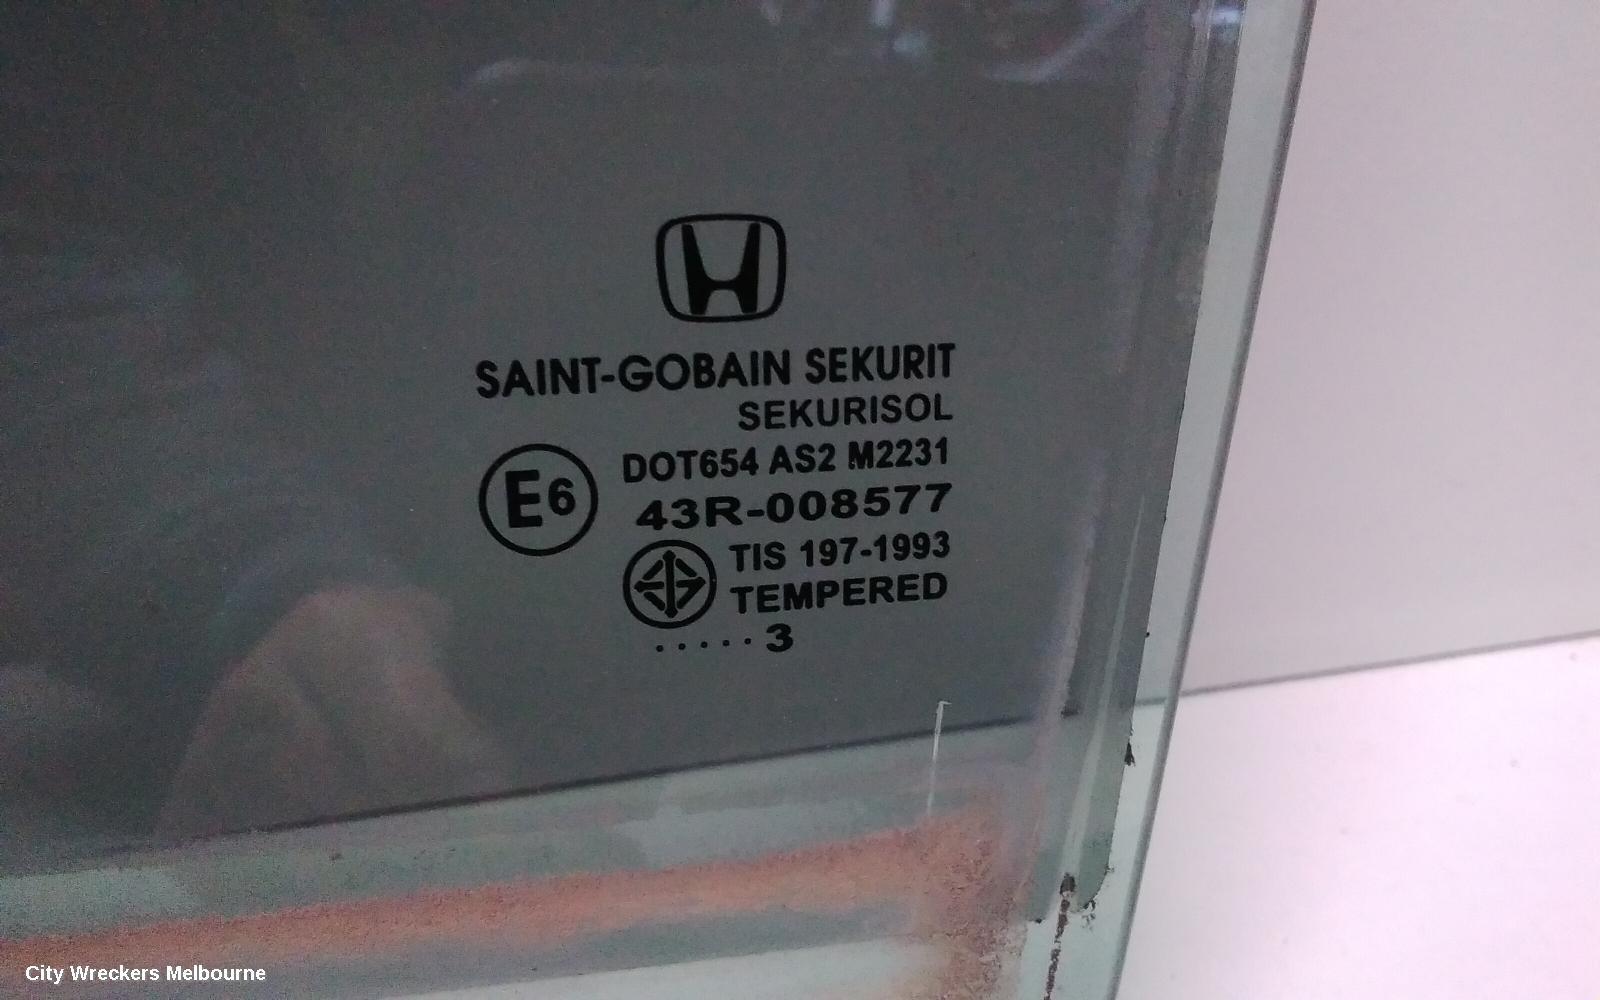 SAINT-GOBAIN SEKURIT
SEKURISOL
DOT654 AS2 M2231
E6
43R-008577
TIS 197-1993
TEMPERED
.....3
City Wreckers Melbourne